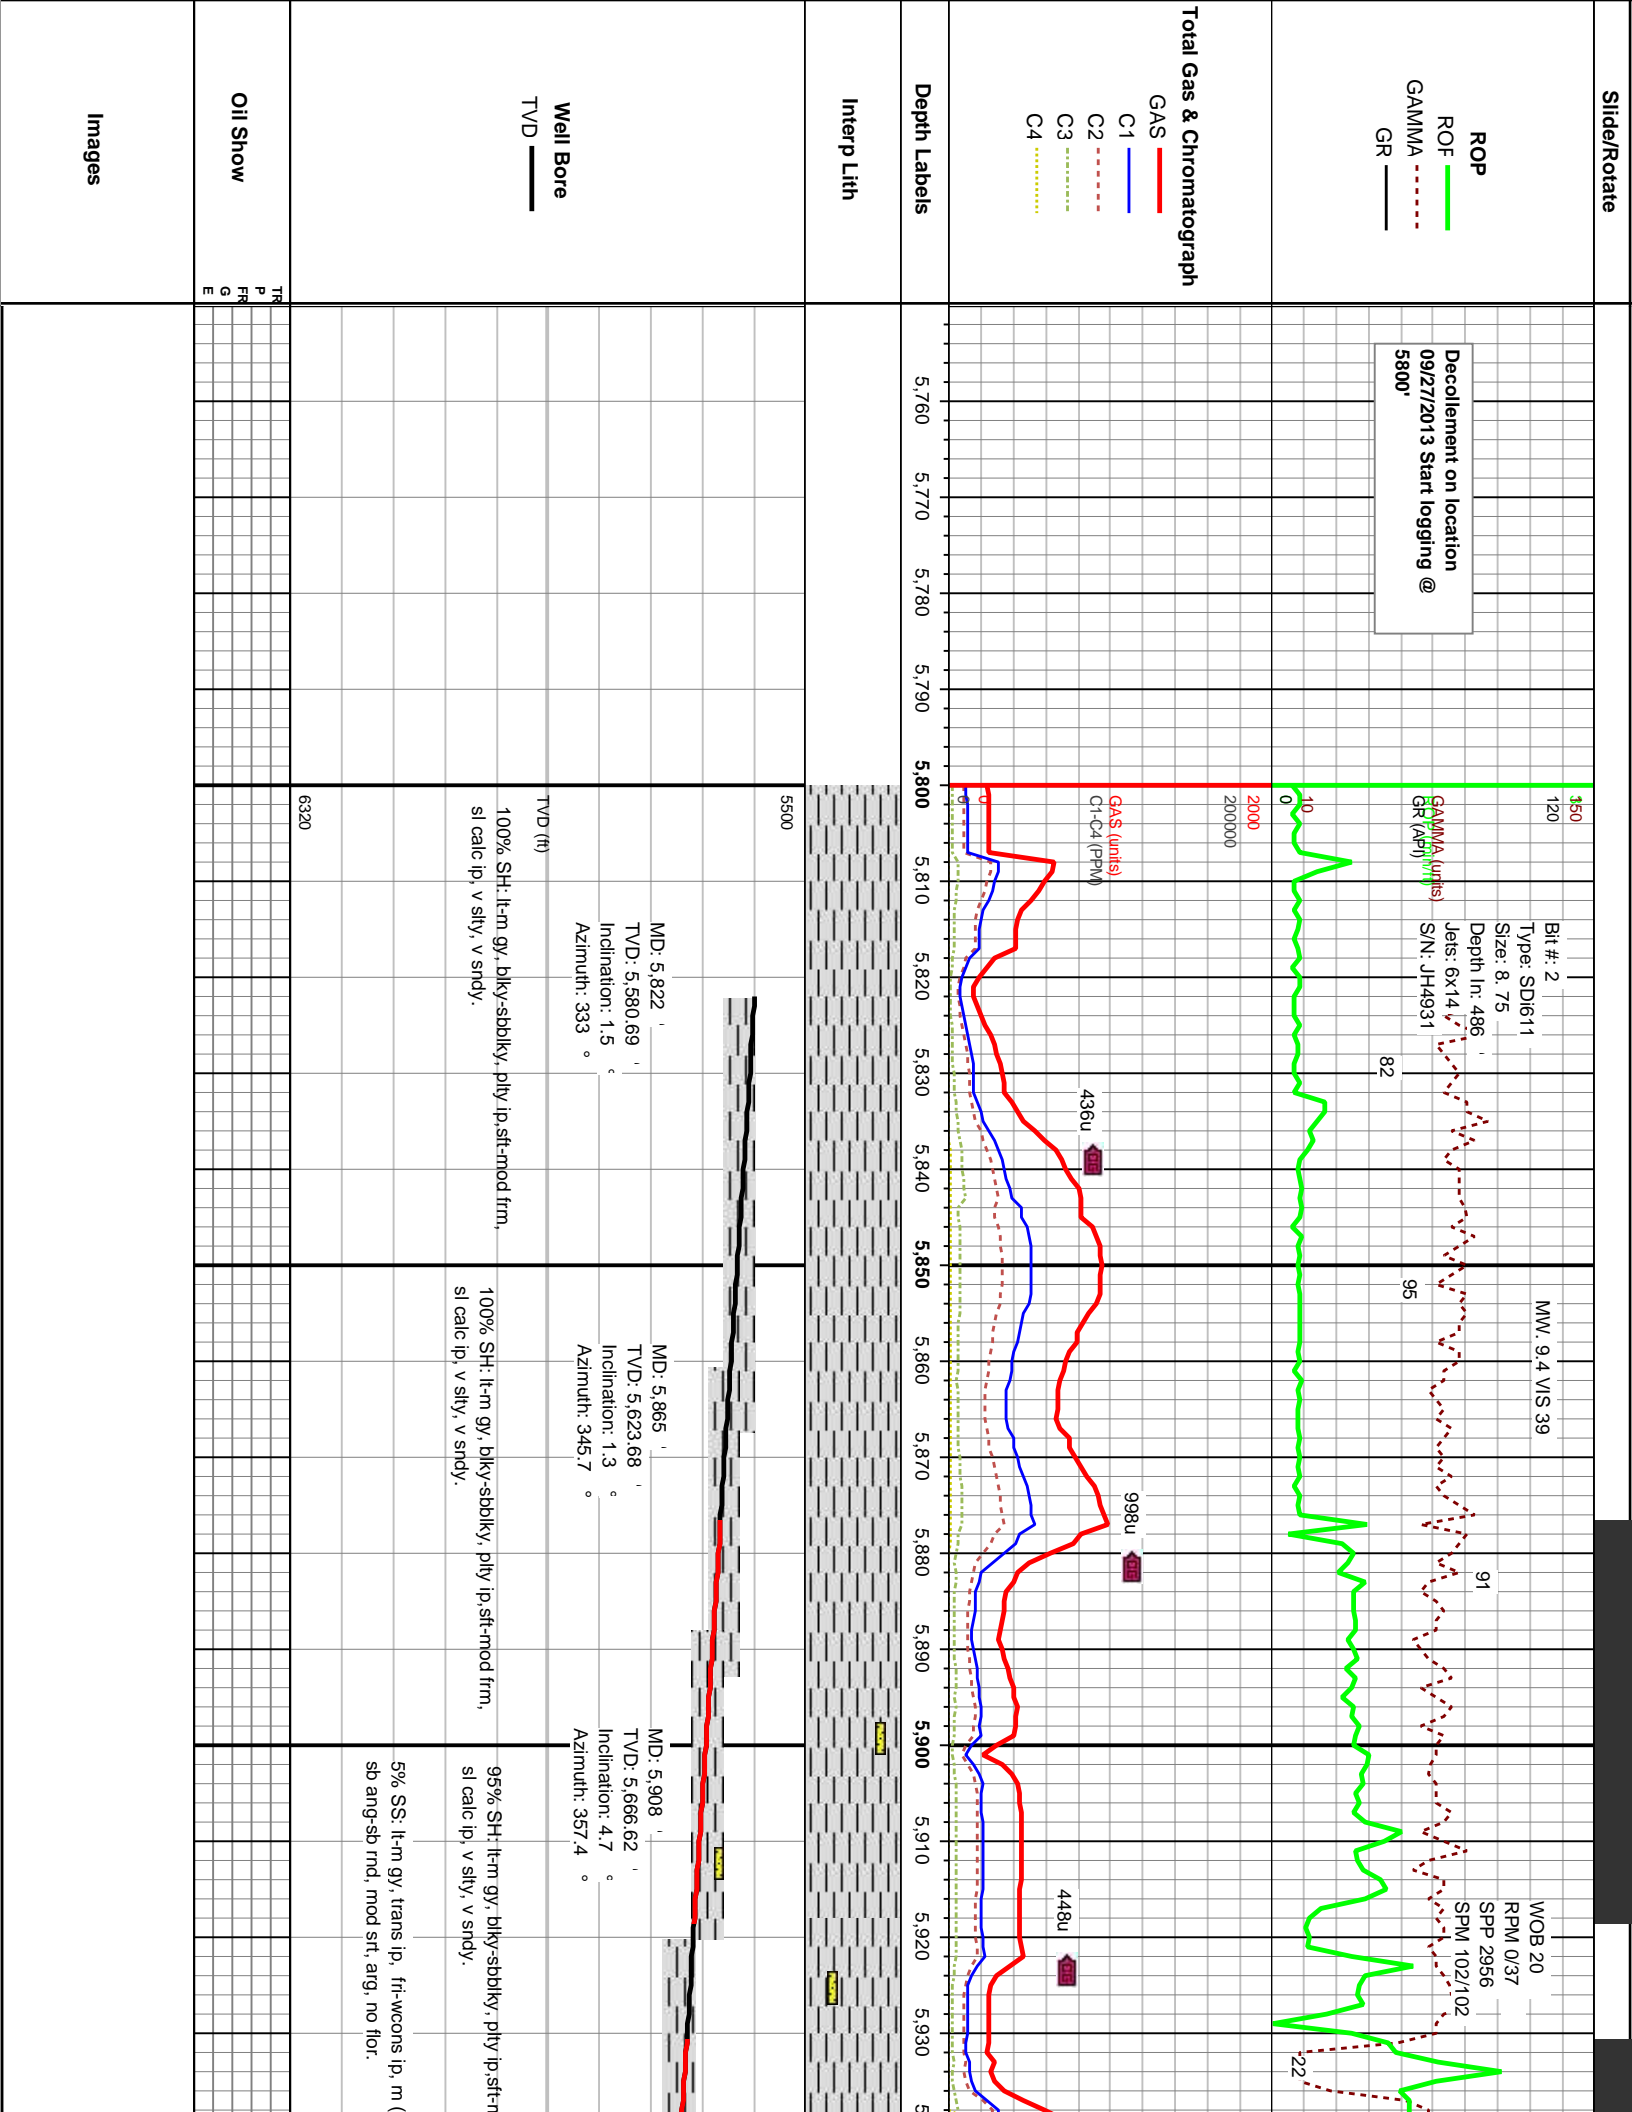 Slide/Rotate
ROP
ROF
GAMMA
GR
Total Gas & Chromatograph
GAS
C1
C2
C3
C4
Depth Labels
Interp Lith
Well Bore
TVD
Oil Show
TR
P
FR
G
E
Images
Decollement on location
09/27/2013 Start logging @
5800'
150
120
10
0
GAMMA (units)
GR (API)
Bit #: 2
Type: SDi611
Size: 8. 75
Depth In: 486 '
Jets: 6x14
S/N: JH4931
82
95
MW. 9.4 VIS 39
91
WOB 20
RPM 0/37
SPP 2956
SPM 102/102
22
2000
200000
GAS (units)
C1-C4 (PPM)
0
436u
998u
448u
5,760
5,770
5,780
5,790
5,800
5,810
5,820
5,830
5,840
5,850
5,860
5,870
5,880
5,890
5,900
5,910
5,920
5,930
5500
TVD (ft)
6320
MD: 5,822 '
TVD: 5,580.69 '
Inclination: 1.5 °
Azimuth: 333 °
100% SH: lt-m gy, blky-sbblky, plty ip,sft-mod frm,
sl calc ip, v slty, v sndy.
MD: 5,865 '
TVD: 5,623.68 '
Inclination: 1.3 °
Azimuth: 345.7 °
100% SH: lt-m gy, blky-sbblky, plty ip,sft-mod frm,
sl calc ip, v slty, v sndy.
MD: 5,908 '
TVD: 5,666.62 '
Inclination: 4.7 °
Azimuth: 357.4 °
95% SH: lt-m gy, blky-sbblky, plty ip,sft-
sl calc ip, v slty, v sndy.
5% SS: lt-m gy, trans ip, fri-wcons ip, m (
sb ang-sb rnd, mod srt, arg, no flor.